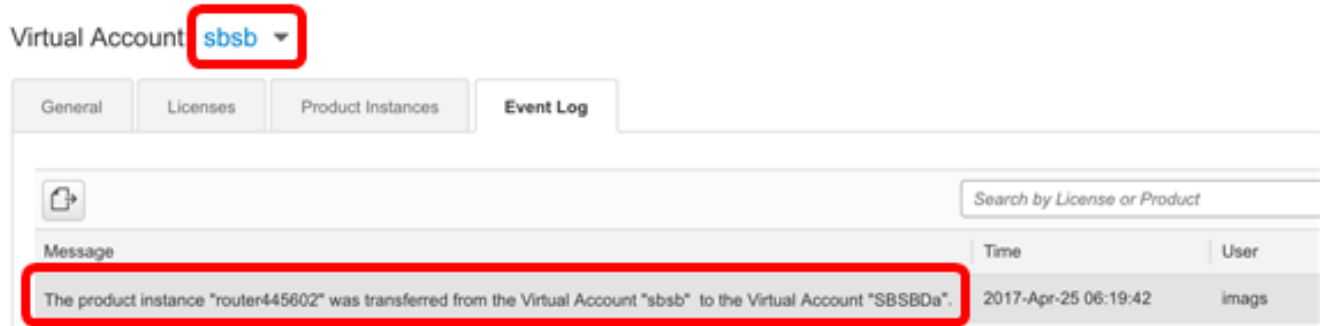 Virtual Account: sbsb
General Licenses Product Instances Event Log
Search by License or Product
Message Time User
The product instance "router445602" was transferred from the Virtual Account "sbsb" to the Virtual Account "SBSBDa". 2017-Apr-25 06:19:42 imags